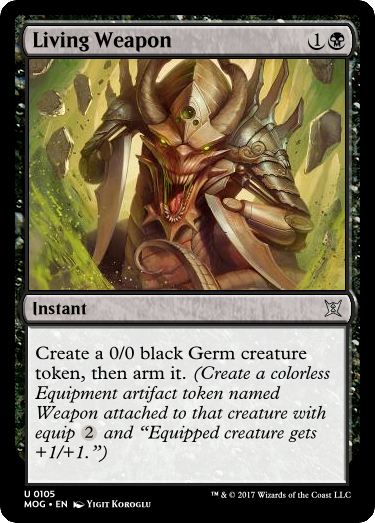 Living Weapon 1
Instant
Create a 0/0 black Germ creature
token, then arm it. (Create a colorless
Equipment artifact token named
Weapon attached to that creature with
equip 2 and “Equipped creature gets
+1/+1.”)
U 0105
MOG • EN Yigit Koroglu
™ & © 2017 Wizards of the Coast LLC